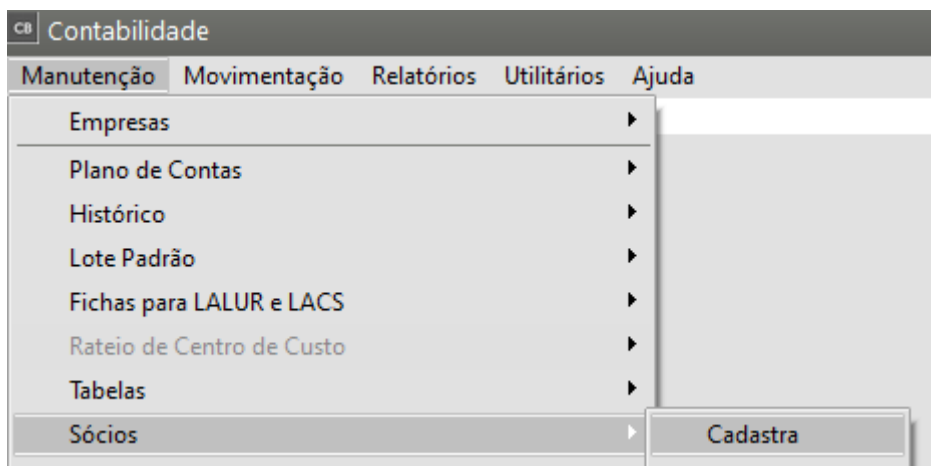 CB Contabilidade
Manutenção Movimentação Relatórios Utilitários Ajuda
Empresas
Plano de Contas
Histórico
Lote Padrão
Fichas para LALUR e LACS
Rateio de Centro de Custo
Tabelas
Sócios Cadastra